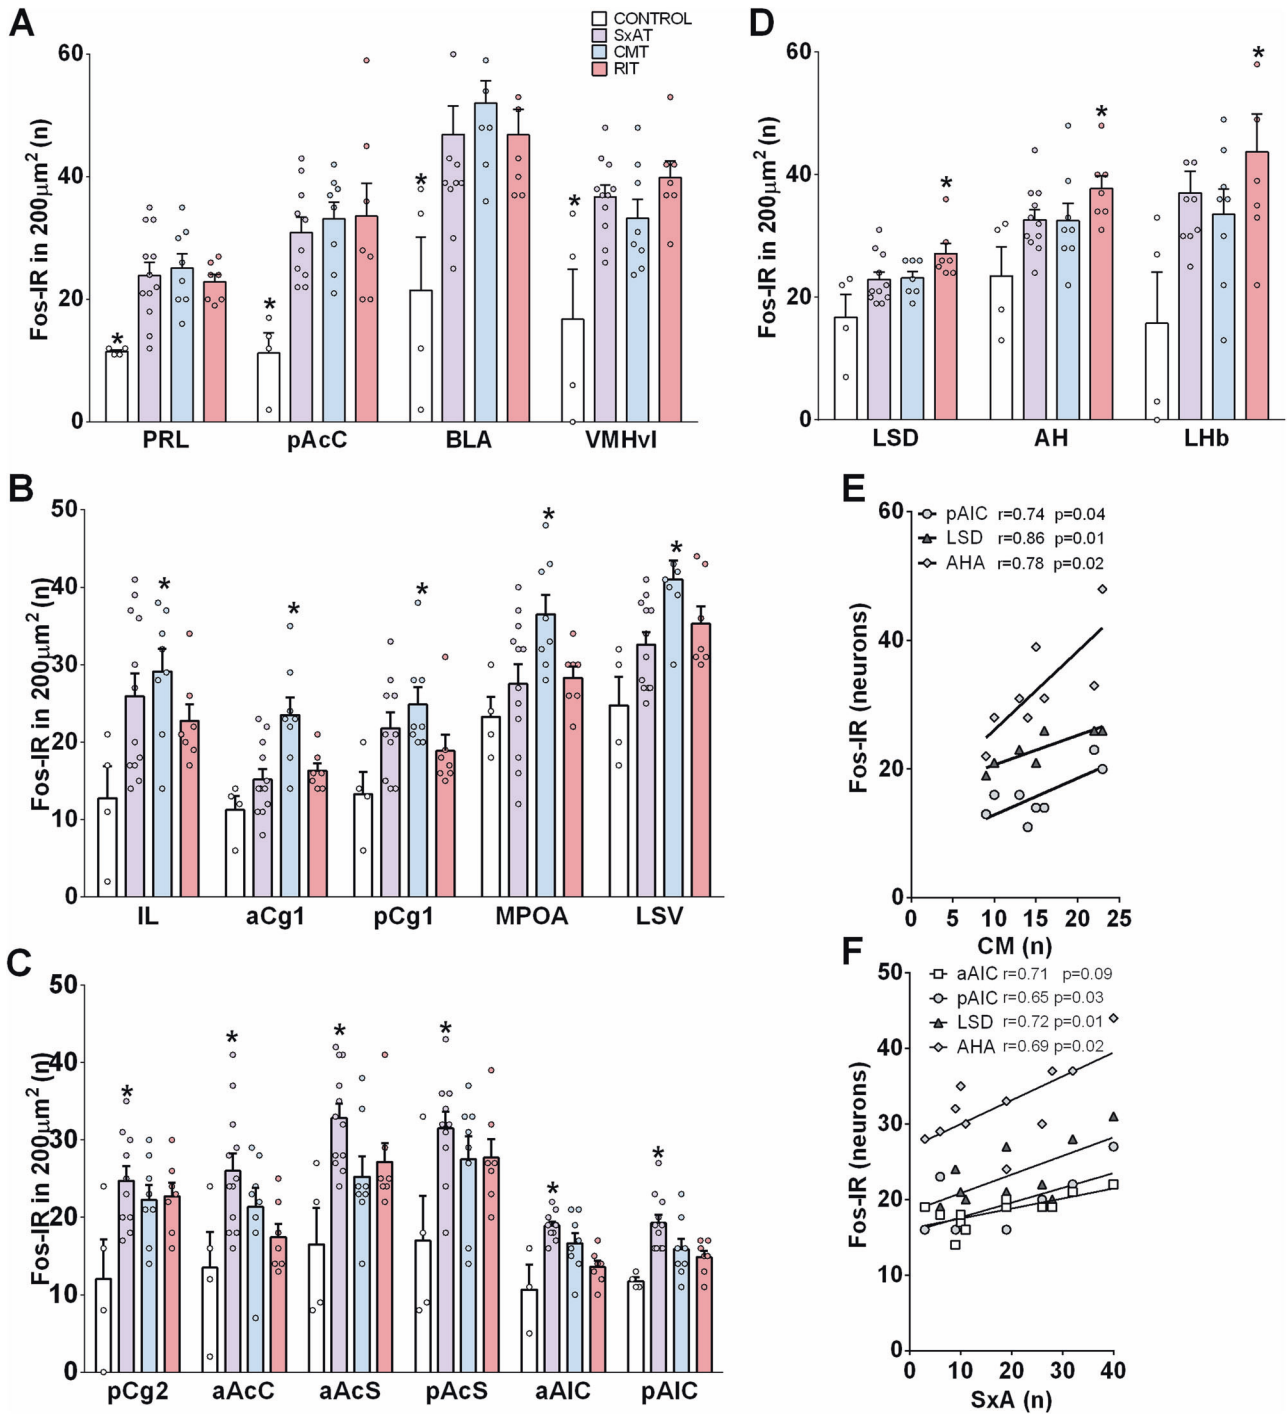 A
CONTROL
SxAT
CMT
RIT
Fos-IR in 200µm² (n)
60
40
20
0
*
*
*
*
PRL
pAcC
BLA
VMHvl
D
Fos-IR in 200µm² (n)
60
40
20
0
*
*
*
LSD
AH
LHb
B
Fos-IR in 200µm² (n)
50
40
30
20
10
0
*
*
*
*
*
IL
aCg1
pCg1
MPOA
LSV
E
Fos-IR (neurons)
60
40
20
0
pAIC r=0.74 p=0.04
LSD r=0.86 p=0.01
AHA r=0.78 p=0.02
0 5 10 15 20 25
CM (n)
C
Fos-IR in 200µm² (n)
50
40
30
20
10
0
*
*
*
*
*
*
pCg2
aAcC
aAcS
pAcS
aAIC
pAIC
F
Fos-IR (neurons)
50
40
30
20
10
0
aAIC r=0.71 p=0.09
pAIC r=0.65 p=0.03
LSD r=0.72 p=0.01
AHA r=0.69 p=0.02
0 10 20 30 40
SxA (n)